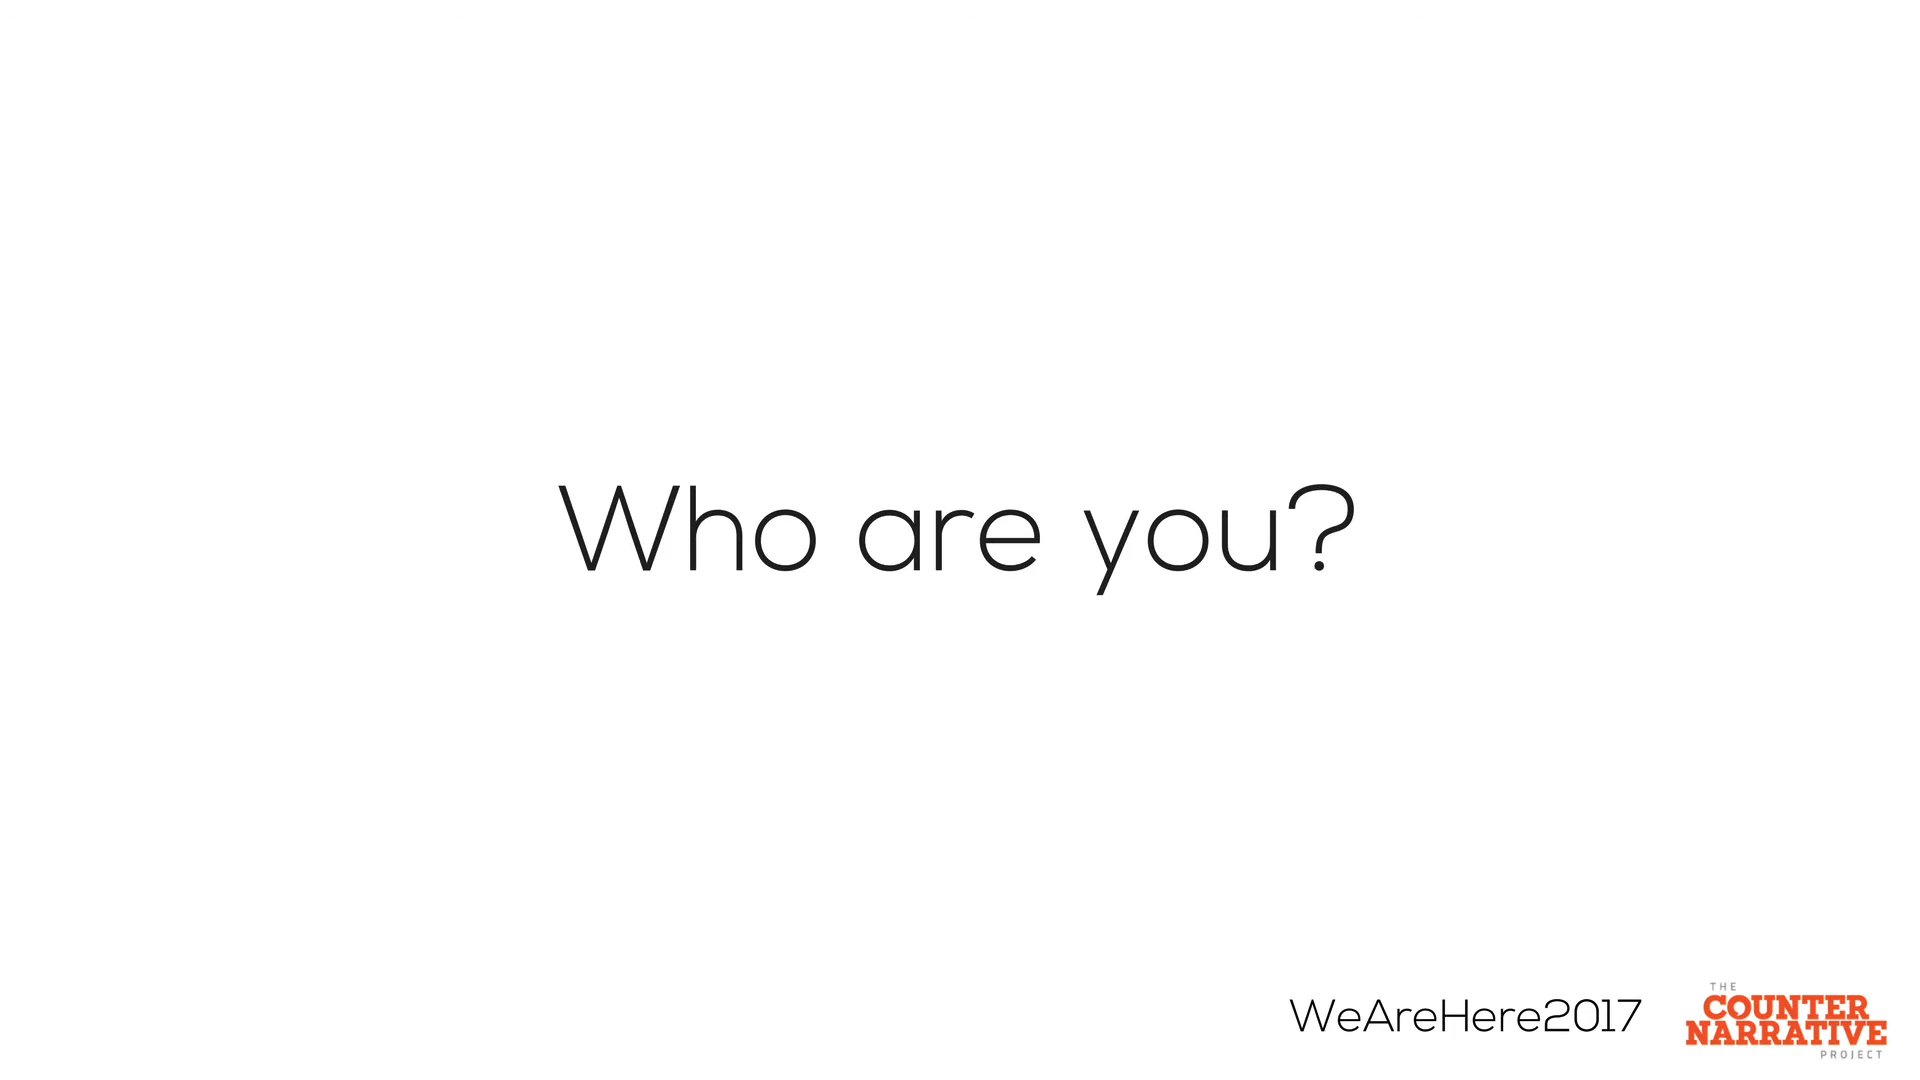 Who are you?
WeAreHere2017
THE
COUNTER
NARRATIVE
PROJECT